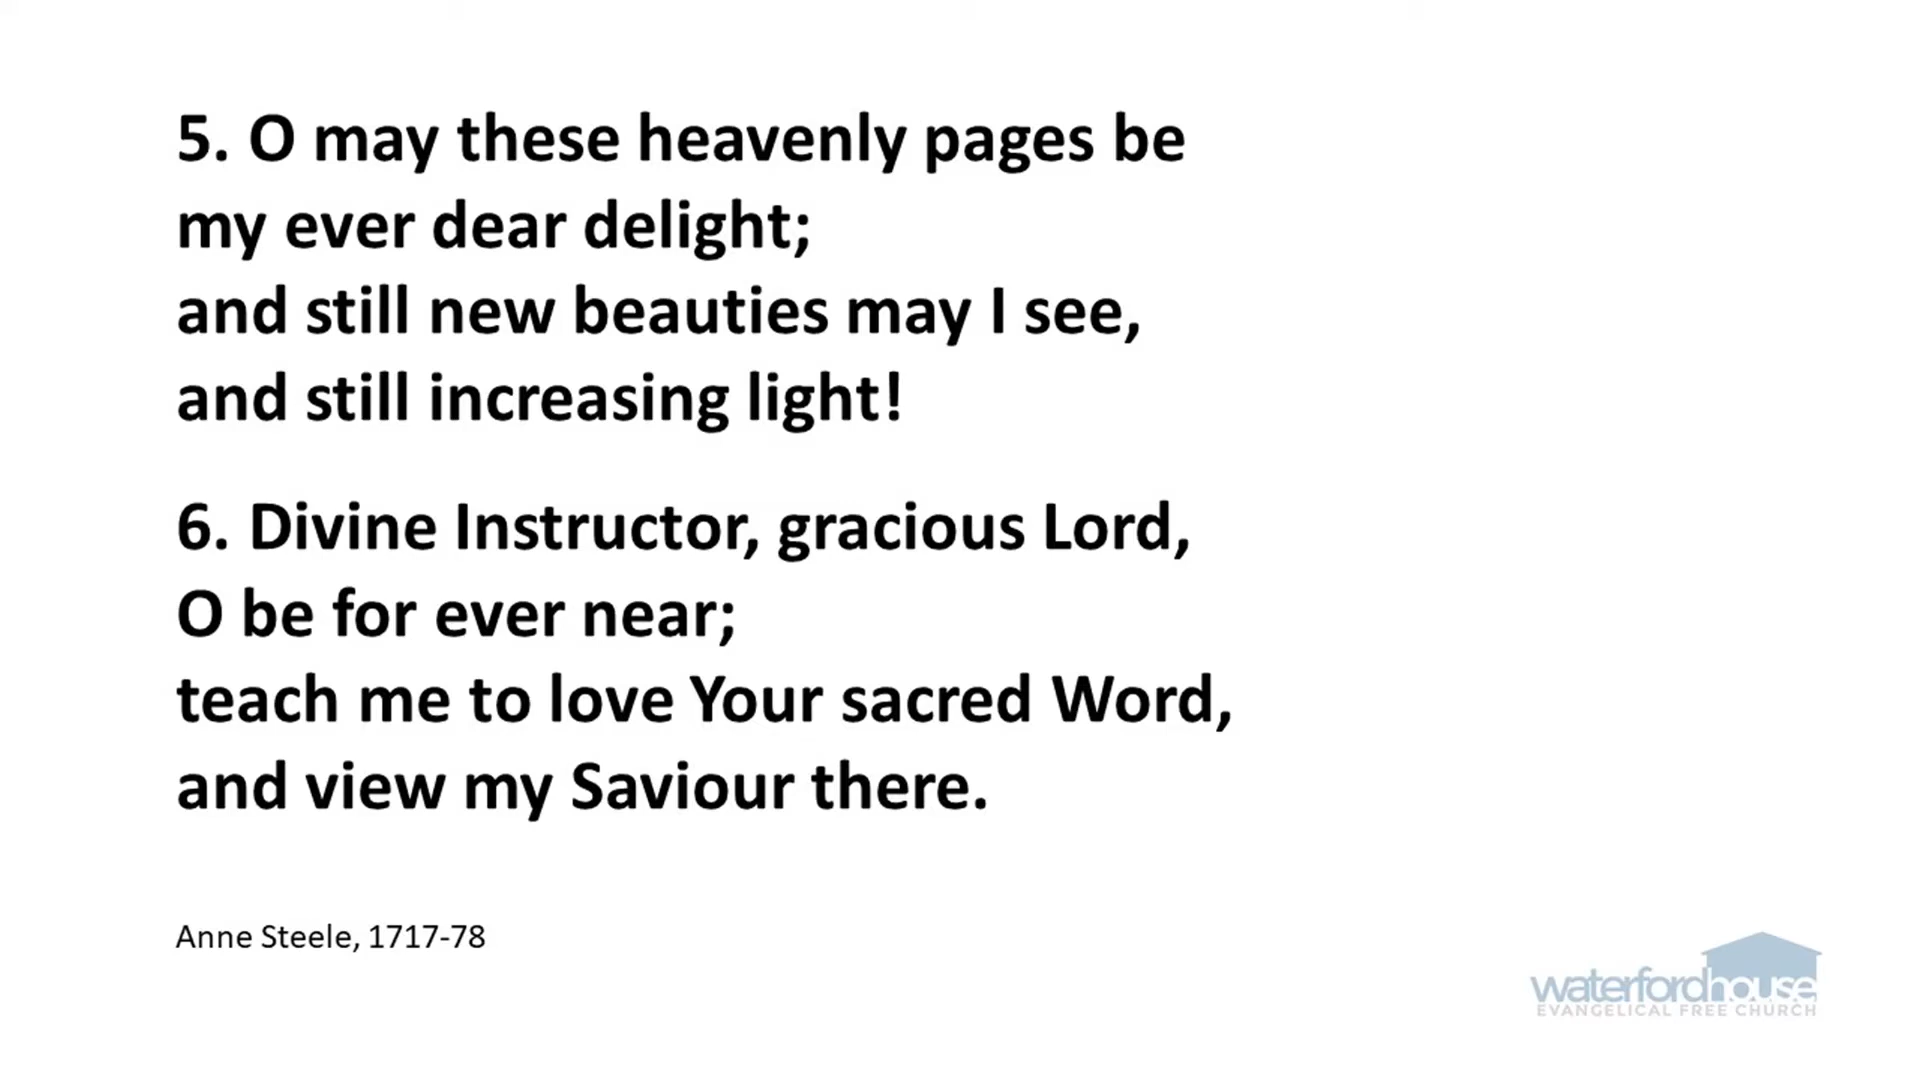 5. O may these heavenly pages be
my ever dear delight;
and still new beauties may I see,
and still increasing light!
6. Divine Instructor, gracious Lord,
O be for ever near;
teach me to love Your sacred Word,
and view my Saviour there.
Anne Steele, 1717-78
waterfordhouse
EVANGELICAL FREE CHURCH